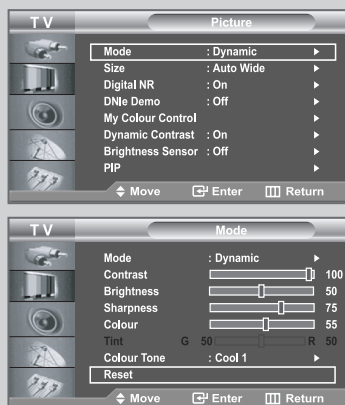 TV Picture
Mode : Dynamic
Size : Auto Wide
Digital NR : On
DNIe Demo : Off
My Colour Control
Dynamic Contrast : On
Brightness Sensor : Off
PIP
Move Enter Return
TV Mode
Mode : Dynamic
Contrast 100
Brightness 50
Sharpness 75
Colour 55
Tint G 50 R 50
Colour Tone : Cool 1
Reset
Move Enter Return